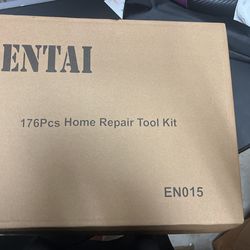 ENTAI
176Pcs Home Repair Tool Kit
EN015